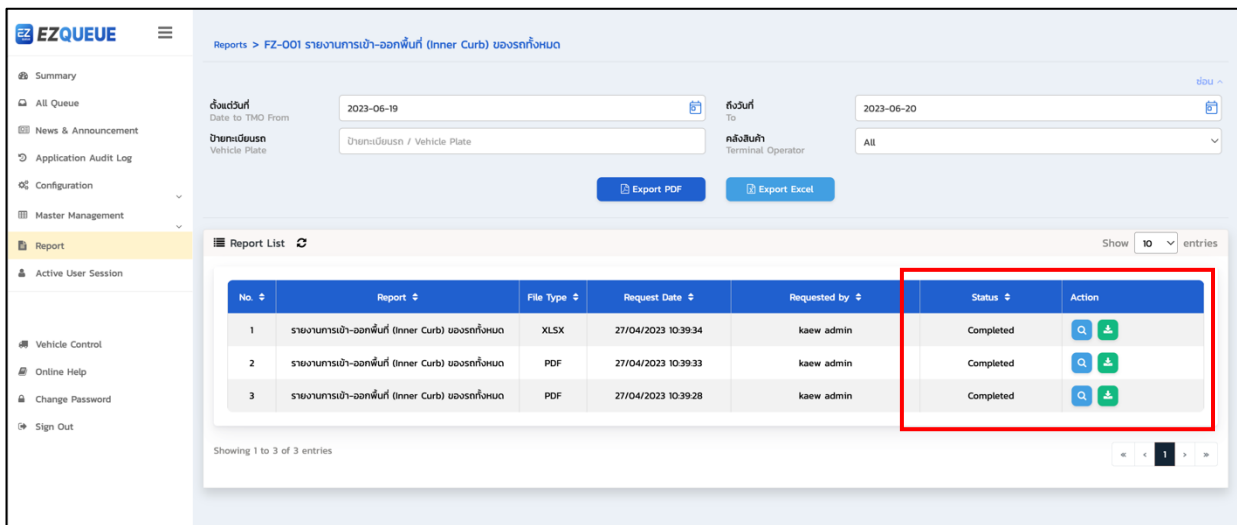 EZ EZQUEUE
Reports > FZ-001 รายงานการเข้า-ออกพื้นที่ (Inner Curb) ของรถทั้งหมด
Summary
All Queue
News & Announcement
Application Audit Log
Configuration
Master Management
Report
Active User Session
Vehicle Control
Online Help
Change Password
Sign Out
ซ่อน
ตั้งแต่วันที่ 2023-06-19 ถึงวันที่ 2023-06-20
Date to TMO From To
ป้ายทะเบียนรถ ป้ายทะเบียนรถ / Vehicle Plate คลังสินค้า All
Vehicle Plate Terminal Operator
Export PDF Export Excel
Report List Show 10 entries
No. Report File Type Request Date Requested by Status Action
1 รายงานการเข้า-ออกพื้นที่ (Inner Curb) ของรถทั้งหมด XLSX 27/04/2023 10:39:34 kaew admin Completed
2 รายงานการเข้า-ออกพื้นที่ (Inner Curb) ของรถทั้งหมด PDF 27/04/2023 10:39:33 kaew admin Completed
3 รายงานการเข้า-ออกพื้นที่ (Inner Curb) ของรถทั้งหมด PDF 27/04/2023 10:39:28 kaew admin Completed
Showing 1 to 3 of 3 entries « ‹ 1 › »